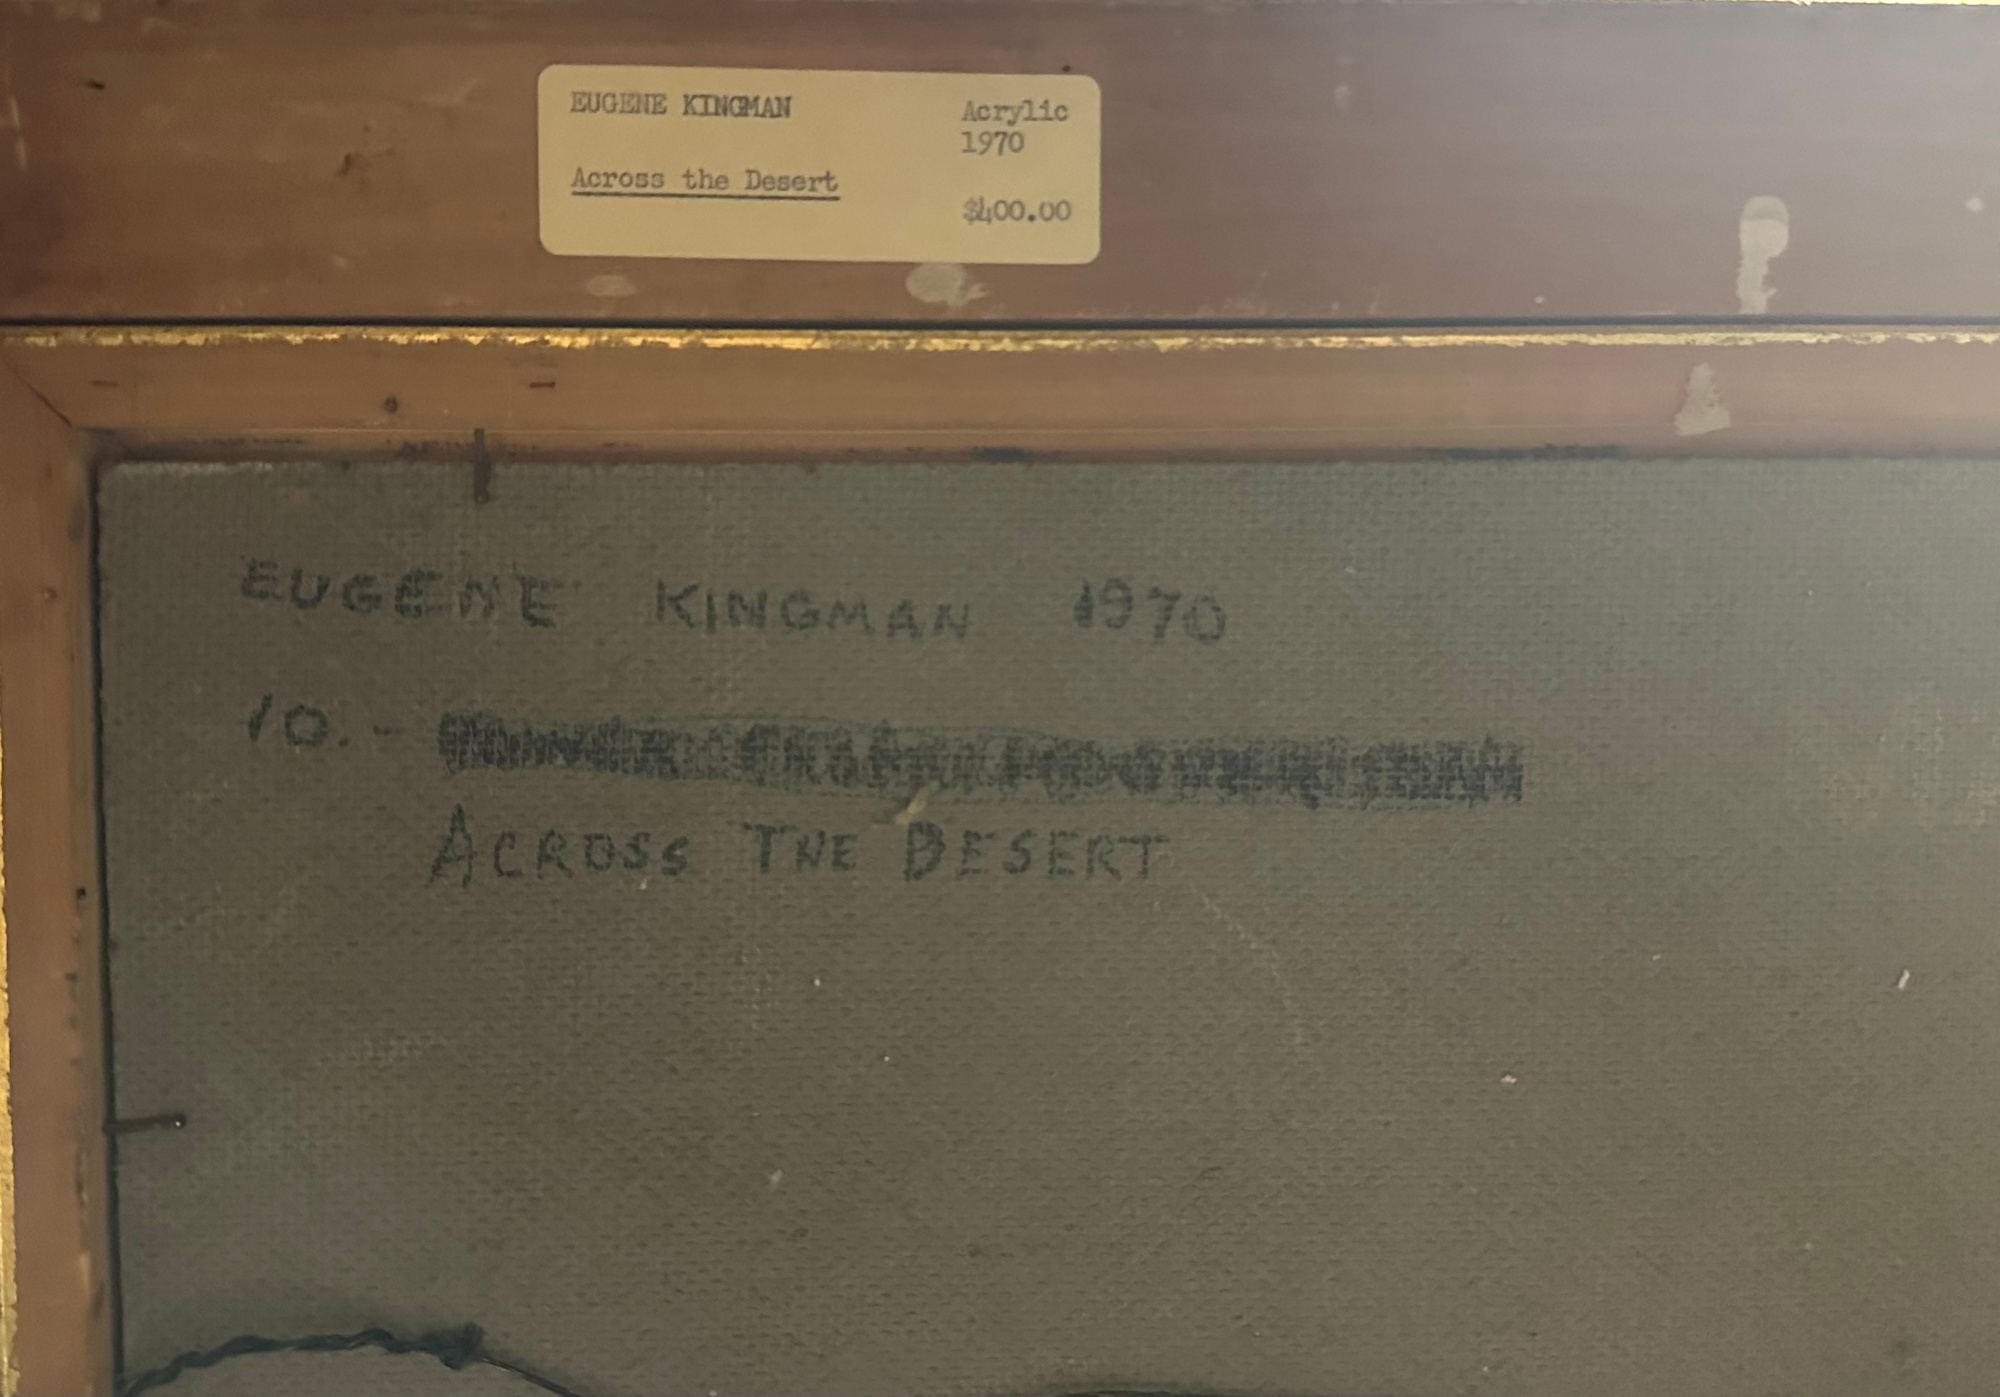 EUGENE KINGMAN Acrylic
1970
Across the Desert
$400.00
EUGENE KINGMAN 1970
10. -
ACROSS THE DESERT